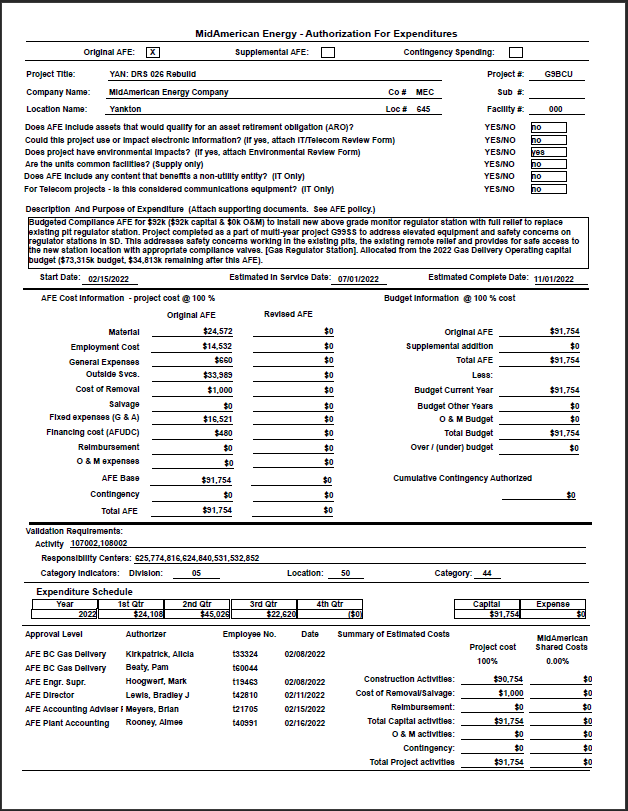 MidAmerican Energy - Authorization For Expenditures
Original AFE: X Supplemental AFE: Contingency Spending:
Project Title: YAN: DRS 026 Rebuild Project #: G9BCU
Company Name: MidAmerican Energy Company Co # MEC Sub #:
Location Name: Yankton Loc # 645 Facility #: 000
Does AFE include assets that would qualify for an asset retirement obligation (ARO)? YES/NO no
Could this project use or impact electronic information? (If yes, attach IT/Telecom Review Form) YES/NO no
Does project have environmental impacts? (If yes, attach Environmental Review Form) YES/NO yes
Are the units common facilities? (Supply only) YES/NO no
Does AFE include any content that benefits a non-utility entity? (IT Only) YES/NO no
For Telecom projects - is this considered communications equipment? (IT Only) YES/NO no
Description And Purpose of Expenditure (Attach supporting documents. See AFE policy.)
Budgeted Compliance AFE for $92k ($92k capital & $0k O&M) to install new above grade monitor regulator station with full relief to replace
existing pit regulator station. Project completed as a part of multi-year project G99SS to address elevated equipment and safety concerns on
regulator stations in SD. This addresses safety concerns working in the existing pits, the existing remote relief and provides for safe access to
the new station location with appropriate compliance valves. [Gas Regulator Station]. Allocated from the 2022 Gas Delivery Operating capital
budget ($73,315k budget, $34,813k remaining after this AFE).
Start Date: 02/15/2022 Estimated In Service Date: 07/01/2022 Estimated Complete Date: 11/01/2022
AFE Cost Information - project cost @ 100 % Budget Information @ 100 % cost
Original AFE Revised AFE
Material $24,572 $0 Original AFE $91,754
Employment Cost $14,532 $0 Supplemental addition $0
General Expenses $660 $0 Total AFE $91,754
Outside Svcs. $33,989 $0 Less:
Cost of Removal $1,000 $0 Budget Current Year $91,754
Salvage $0 $0 Budget Other Years $0
Fixed expenses (G & A) $16,521 $0 O & M Budget $0
Financing cost (AFUDC) $480 $0 Total Budget $91,754
Reimbursement $0 $0 Over / (under) budget $0
O & M expenses $0 $0
AFE Base $91,754 $0 Cumulative Contingency Authorized
Contingency $0 $0 $0
Total AFE $91,754 $0
Validation Requirements:
Activity 107002,108002
Responsibility Centers: 625,774,816,624,840,531,532,852
Category Indicators: Division: 05 Location: 50 Category: 44
Expenditure Schedule
Year 1st Qtr 2nd Qtr 3rd Qtr 4th Qtr Capital Expense
2022 $24,108 $45,026 $22,620 ($0) $91,754 $0
Approval Level Authorizer Employee No. Date Summary of Estimated Costs Project cost MidAmerican Shared Costs
100% 0.00%
AFE BC Gas Delivery Kirkpatrick, Alicia t33324 02/08/2022
AFE BC Gas Delivery Beaty, Pam t60044
AFE Engr. Supr. Hoogwerf, Mark t19463 02/08/2022 Construction Activities: $90,754 $0
AFE Director Lewis, Bradley J t42810 02/11/2022 Cost of Removal/Salvage: $1,000 $0
AFE Accounting Adviser F Meyers, Brian t21705 02/15/2022 Reimbursement: $0 $0
AFE Plant Accounting Rooney, Aimee t40991 02/16/2022 Total Capital activities: $91,754 $0
O & M activities: $0 $0
Contingency: $0 $0
Total Project activities $91,754 $0